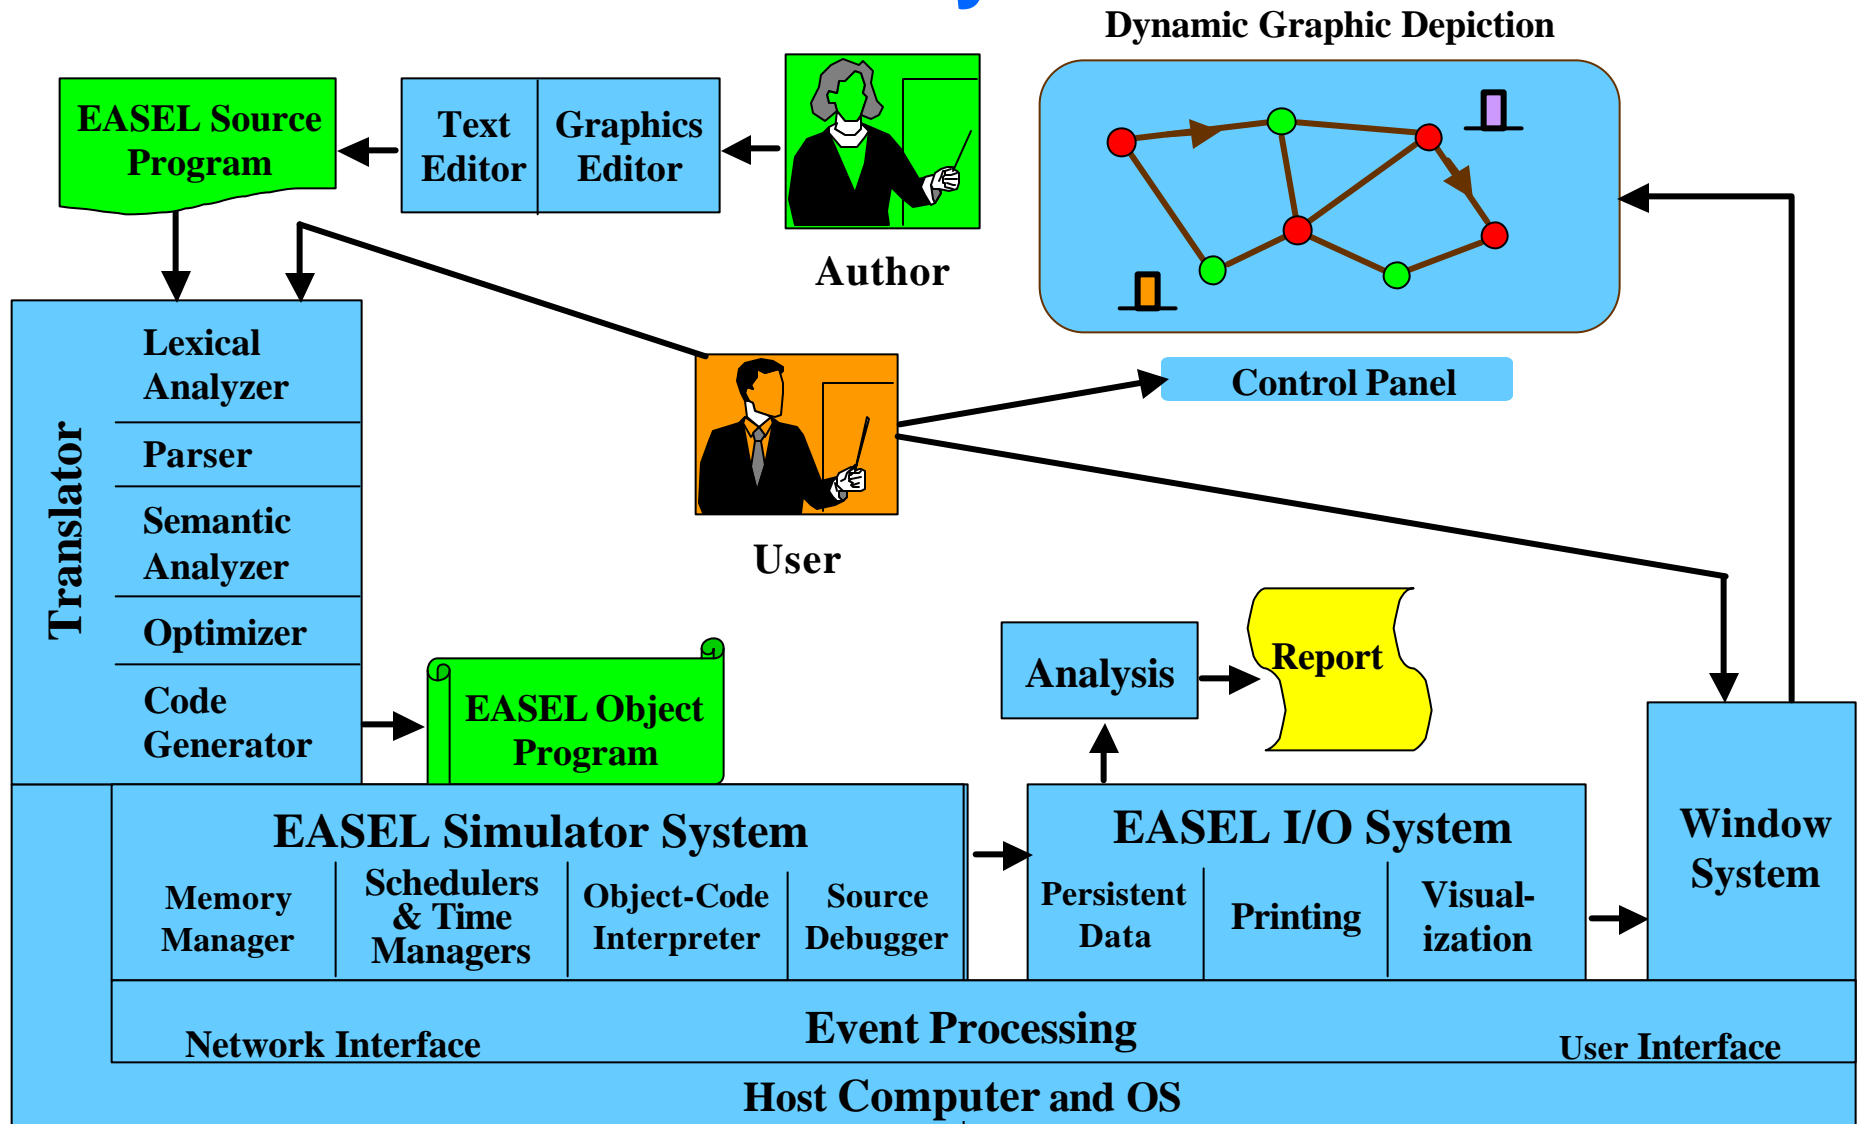 Dynamic Graphic Depiction
EASEL Source
Program
Text
Editor
Graphics
Editor
Author
Control Panel
User
Translator
Lexical
Analyzer
Parser
Semantic
Analyzer
Optimizer
Code
Generator
EASEL Object
Program
Analysis
Report
EASEL Simulator System
Memory
Manager
Schedulers
& Time
Managers
Object-Code
Interpreter
Source
Debugger
EASEL I/O System
Persistent
Data
Printing
Visual-
ization
Window
System
Network Interface
Event Processing
User Interface
Host Computer and OS